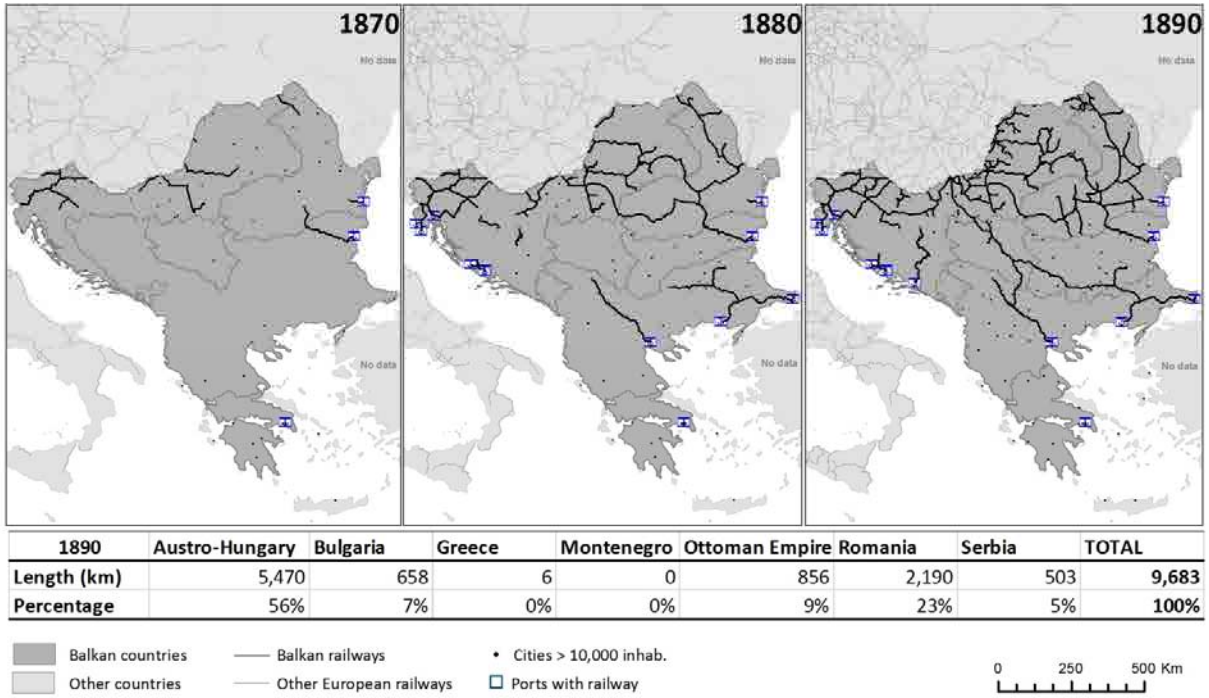 1870
No data
1880
No data
No data
1890
No data
No data
1890 Austro-Hungary Bulgaria Greece Montenegro Ottoman Empire Romania Serbia TOTAL
Length (km) 5,470 658 6 0 856 2,190 503 9,683
Percentage 56% 7% 0% 0% 9% 23% 5% 100%
Balkan countries Balkan railways Cities > 10,000 inhab.
Other countries Other European railways Ports with railway
0 250 500 Km